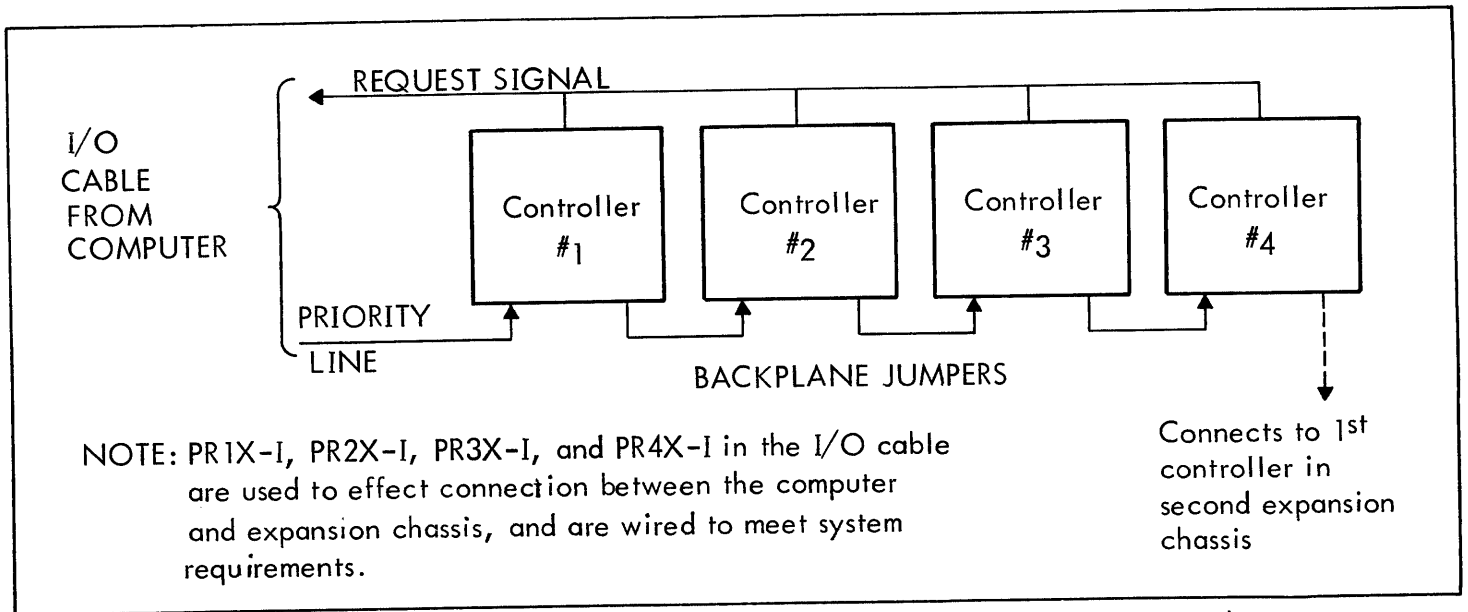 REQUEST SIGNAL
I/O
CABLE
FROM
COMPUTER
Controller
#1
Controller
#2
Controller
#3
Controller
#4
PRIORITY
LINE
BACKPLANE JUMPERS
NOTE: PR1X-I, PR2X-I, PR3X-I, and PR4X-I in the I/O cable
are used to effect connection between the computer
and expansion chassis, and are wired to meet system
requirements.
Connects to 1st
controller in
second expansion
chassis